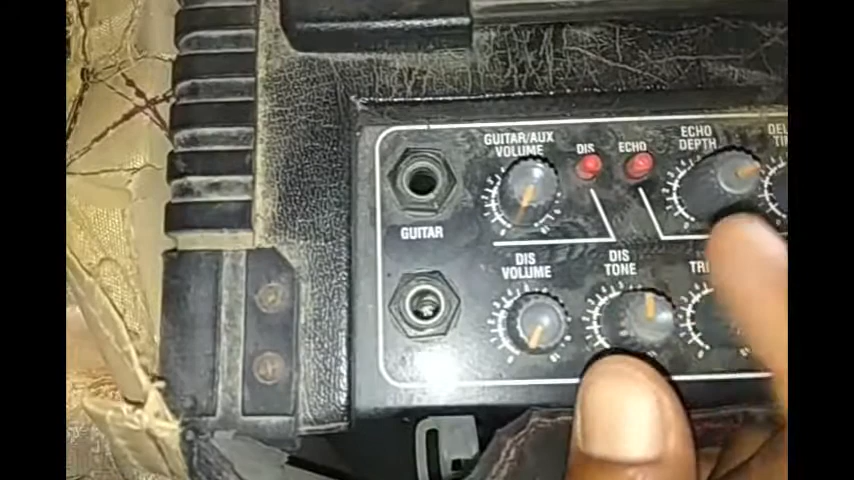 GUITAR/AUX
VOLUME
DIS
ECHO
ECHO
DEPTH
GUITAR
DIS
VOLUME
DIS
TONE